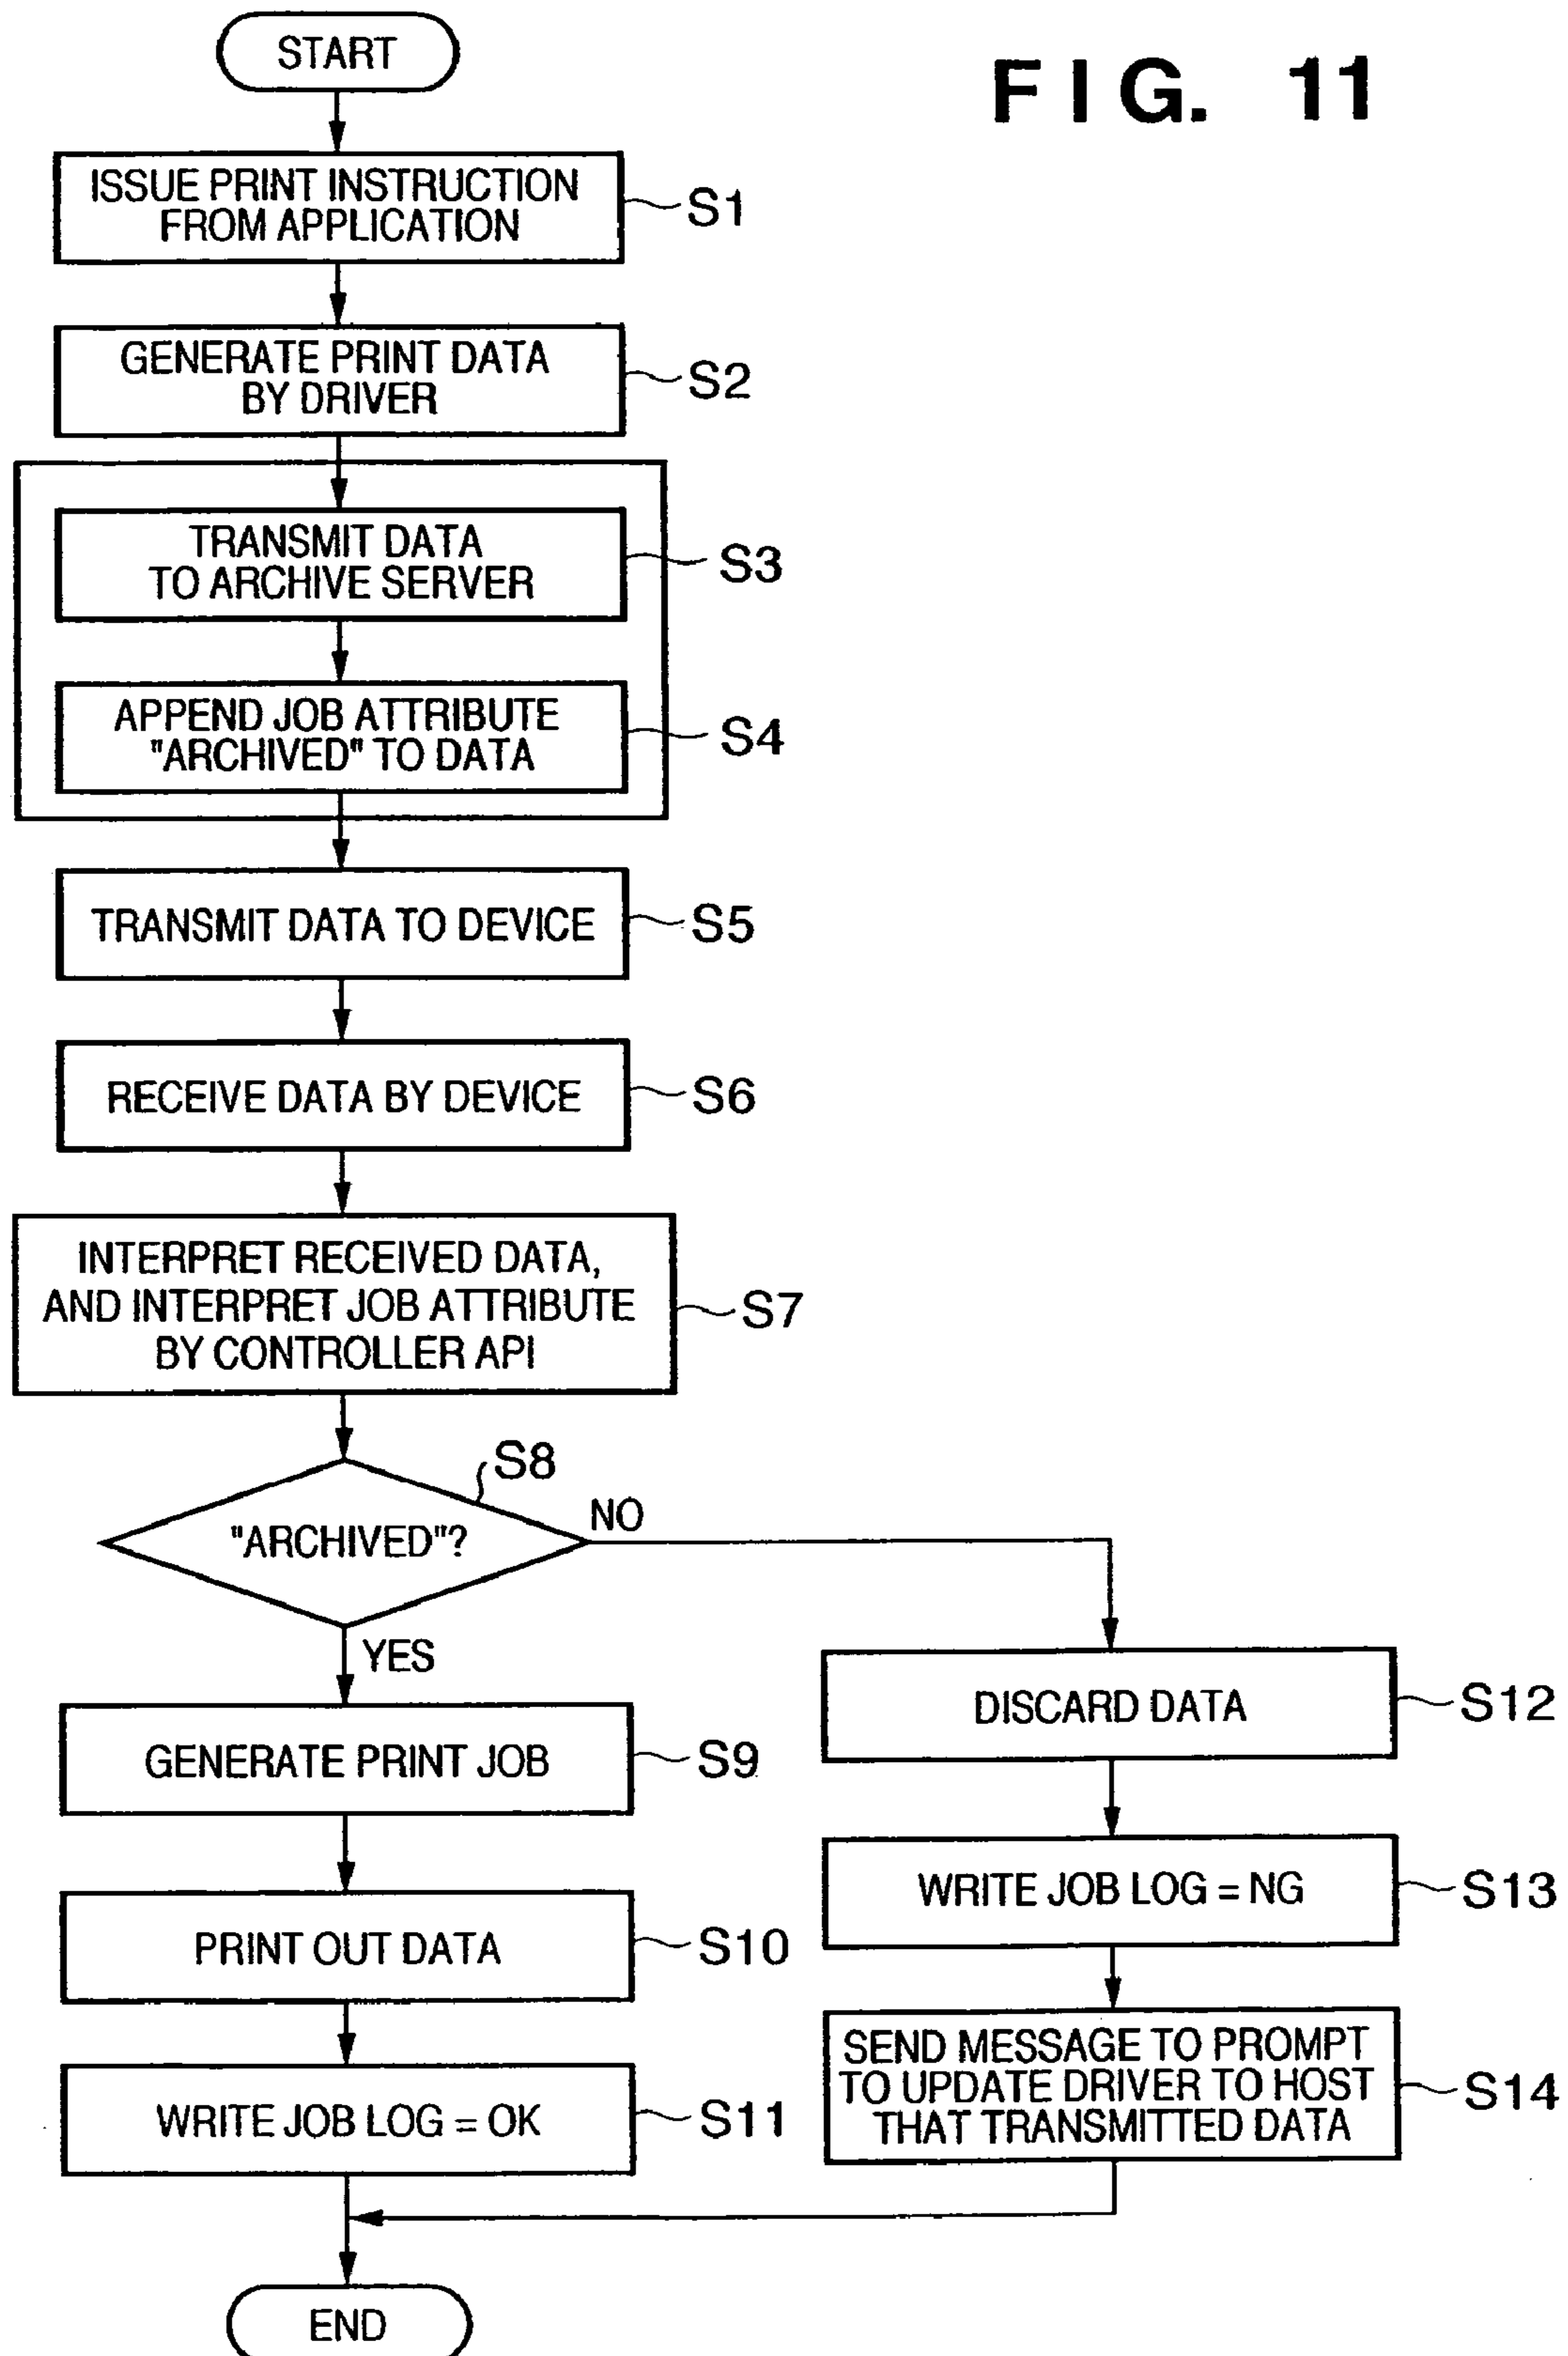 FIG. 11
START
ISSUE PRINT INSTRUCTION
FROM APPLICATION
S1
GENERATE PRINT DATA
BY DRIVER
S2
TRANSMIT DATA
TO ARCHIVE SERVER
S3
APPEND JOB ATTRIBUTE
"ARCHIVED" TO DATA
S4
TRANSMIT DATA TO DEVICE
S5
RECEIVE DATA BY DEVICE
S6
INTERPRET RECEIVED DATA,
AND INTERPRET JOB ATTRIBUTE
BY CONTROLLER API
S7
S8
"ARCHIVED"?
NO
YES
GENERATE PRINT JOB
S9
PRINT OUT DATA
S10
WRITE JOB LOG = OK
S11
DISCARD DATA
S12
WRITE JOB LOG = NG
S13
SEND MESSAGE TO PROMPT
TO UPDATE DRIVER TO HOST
THAT TRANSMITTED DATA
S14
END